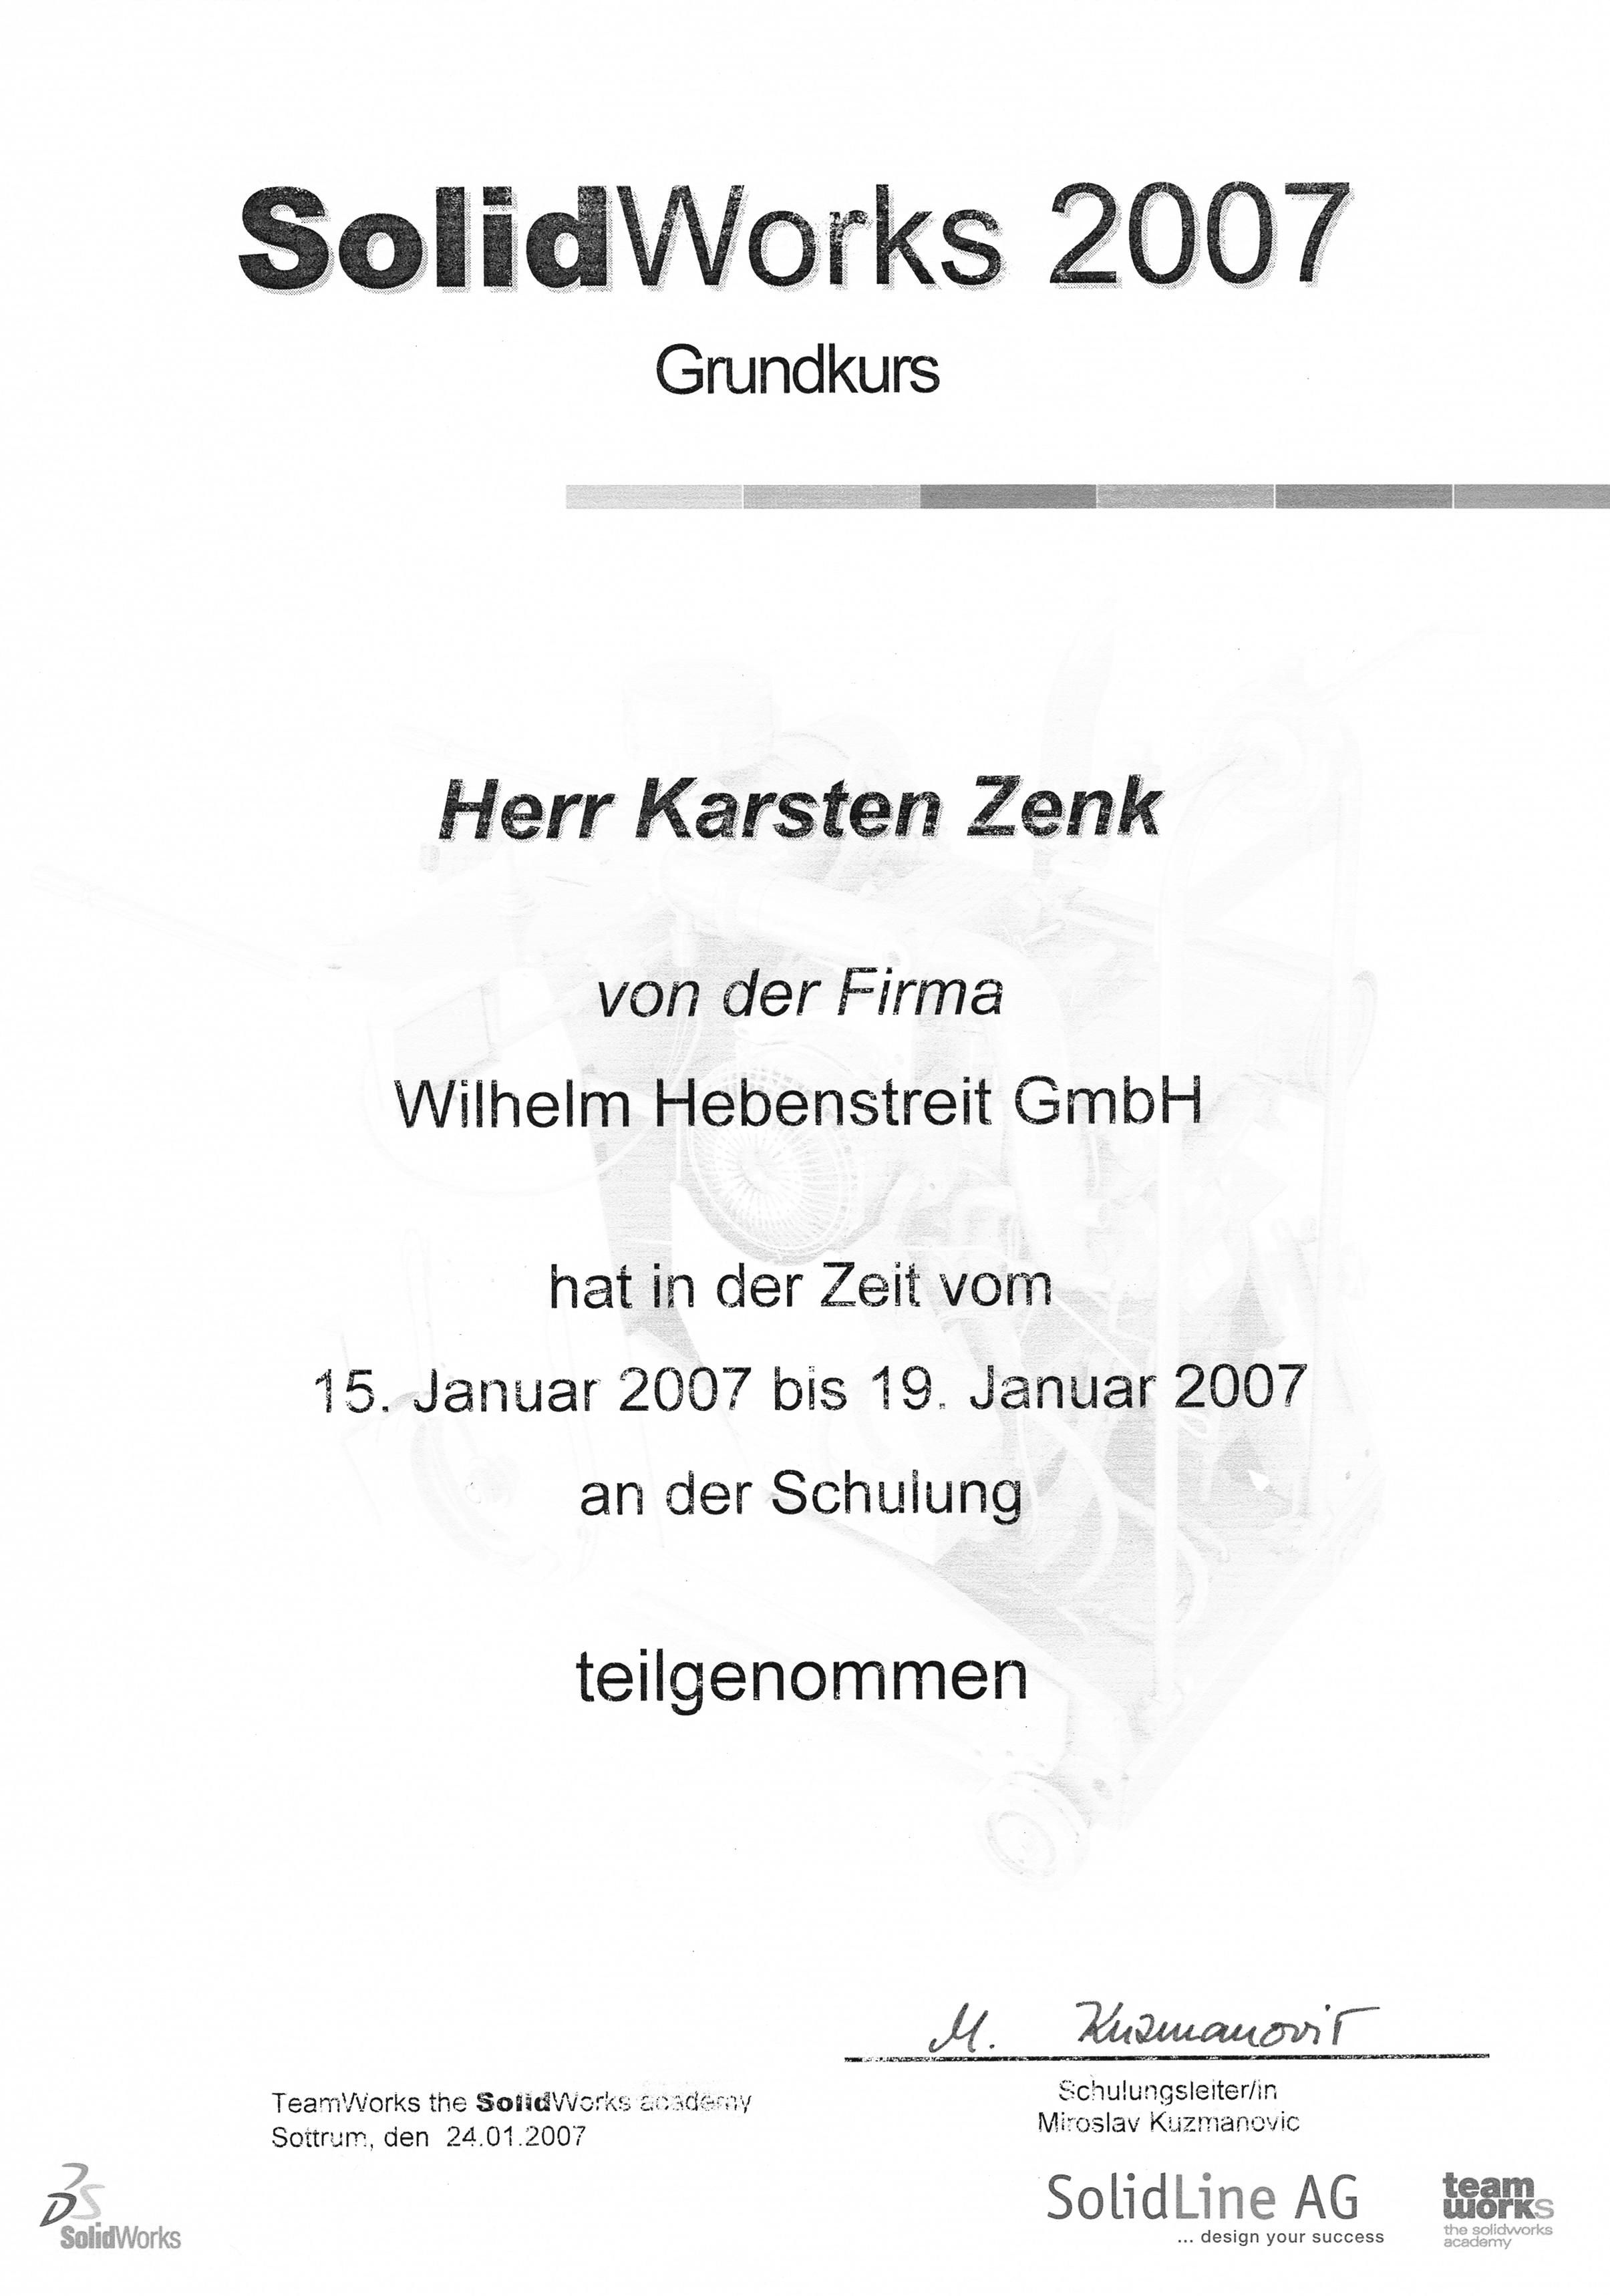 SolidWorks 2007
Grundkurs
Herr Karsten Zenk
von der Firma
Wilhelm Hebenstreit GmbH
hat in der Zeit vom
15. Januar 2007 bis 19. Januar 2007
an der Schulung
teilgenommen
M. Kuzmanović
TeamWorks the SolidWorks academy
Sottrum, den 24.01.2007
Schulungsleiter/in
Miroslav Kuzmanovic
SolidWorks
SolidLine AG
... design your success
team
works
the solidworks
academy